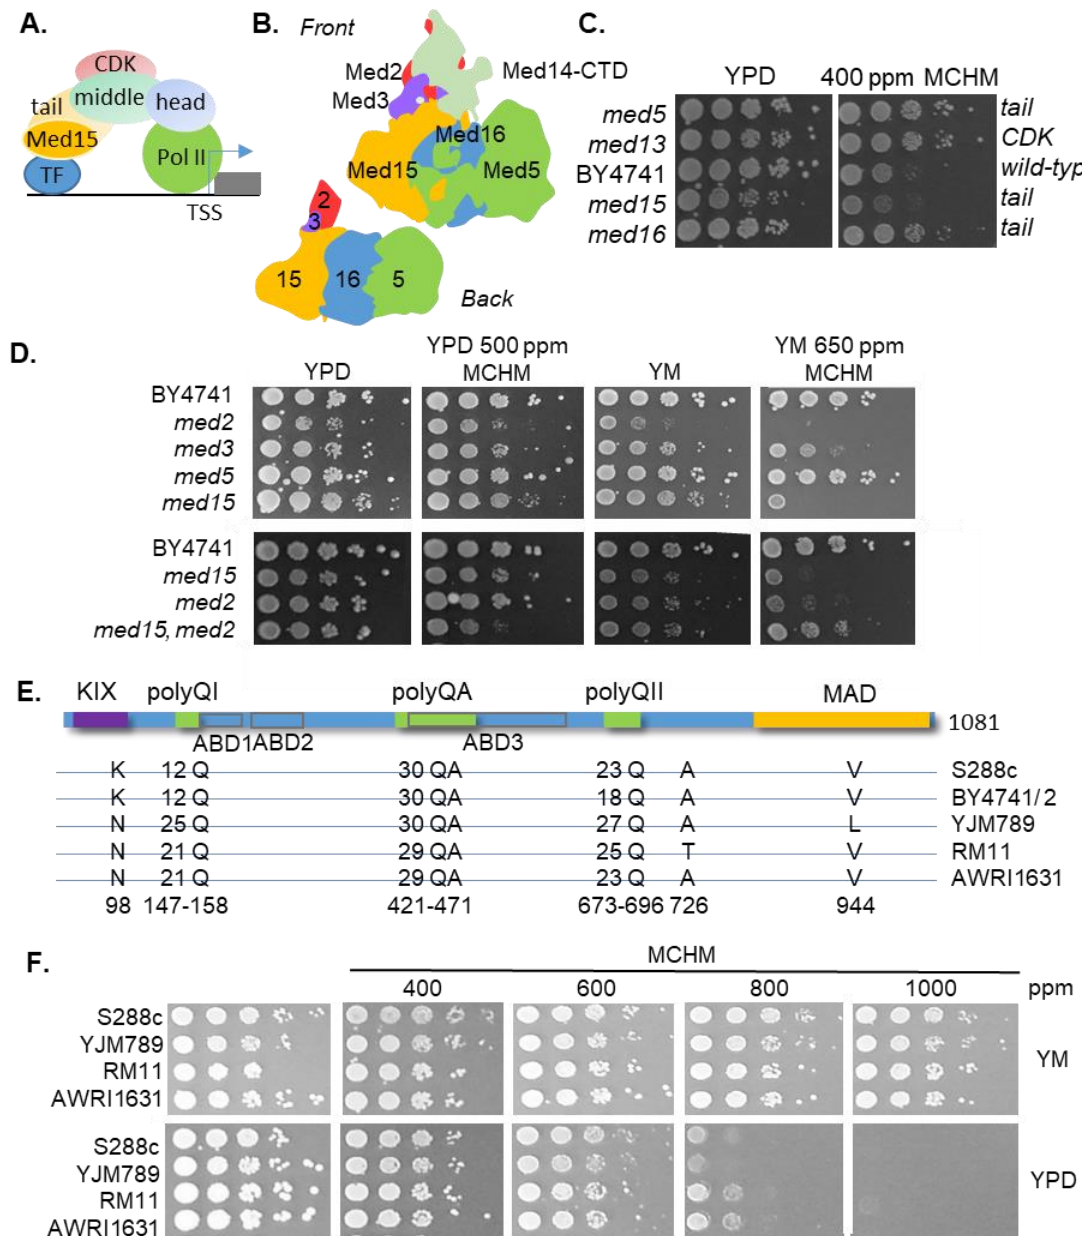 A.
CDK
middle
head
tail
Med15
TF
Pol II
TSS
B.
Front
Med2
Med3
Med14-CTD
Med16
Med15
Med5
2
3
15
16
5
Back
C.
YPD
400 ppm MCHM
med5
tail
med13
CDK
BY4741
wild-typ
med15
tail
med16
tail
D.
YPD
YPD 500 ppm
MCHM
YM
YM 650 ppm
MCHM
BY4741
med2
med3
med5
med15
BY4741
med15
med2
med15, med2
E.
KIX polyQI polyQA polyQII MAD
1081
ABD1 ABD2 ABD3
K 12 Q 30 QA 23 Q A V S288c
K 12 Q 30 QA 18 Q A V BY4741/2
N 25 Q 30 QA 27 Q A L YJM789
N 21 Q 29 QA 25 Q T V RM11
N 21 Q 29 QA 23 Q A V AWRI1631
98 147-158 421-471 673-696 726 944
F.
MCHM
400 600 800 1000 ppm
S288c
YJM789
RM11
AWRI1631
YM
S288c
YJM789
RM11
AWRI1631
YPD